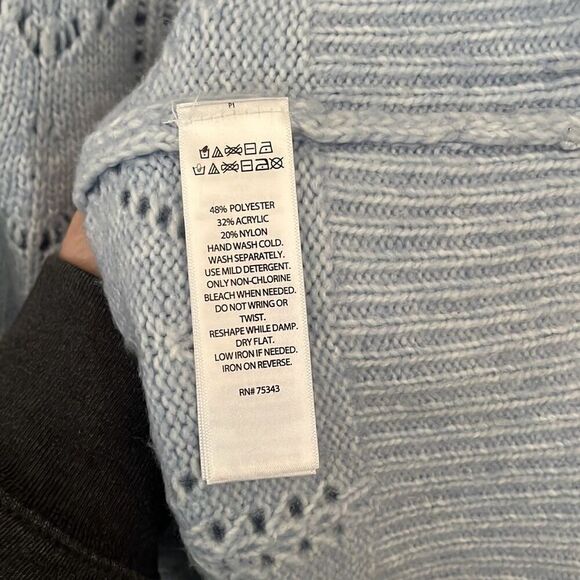 PI
48% POLYESTER
32% ACRYLIC
20% NYLON
HAND WASH COLD.
WASH SEPARATELY.
USE MILD DETERGENT.
ONLY NON-CHLORINE
BLEACH WHEN NEEDED.
DO NOT WRING OR
TWIST.
RESHAPE WHILE DAMP.
DRY FLAT.
LOW IRON IF NEEDED.
IRON ON REVERSE.
RN# 75343